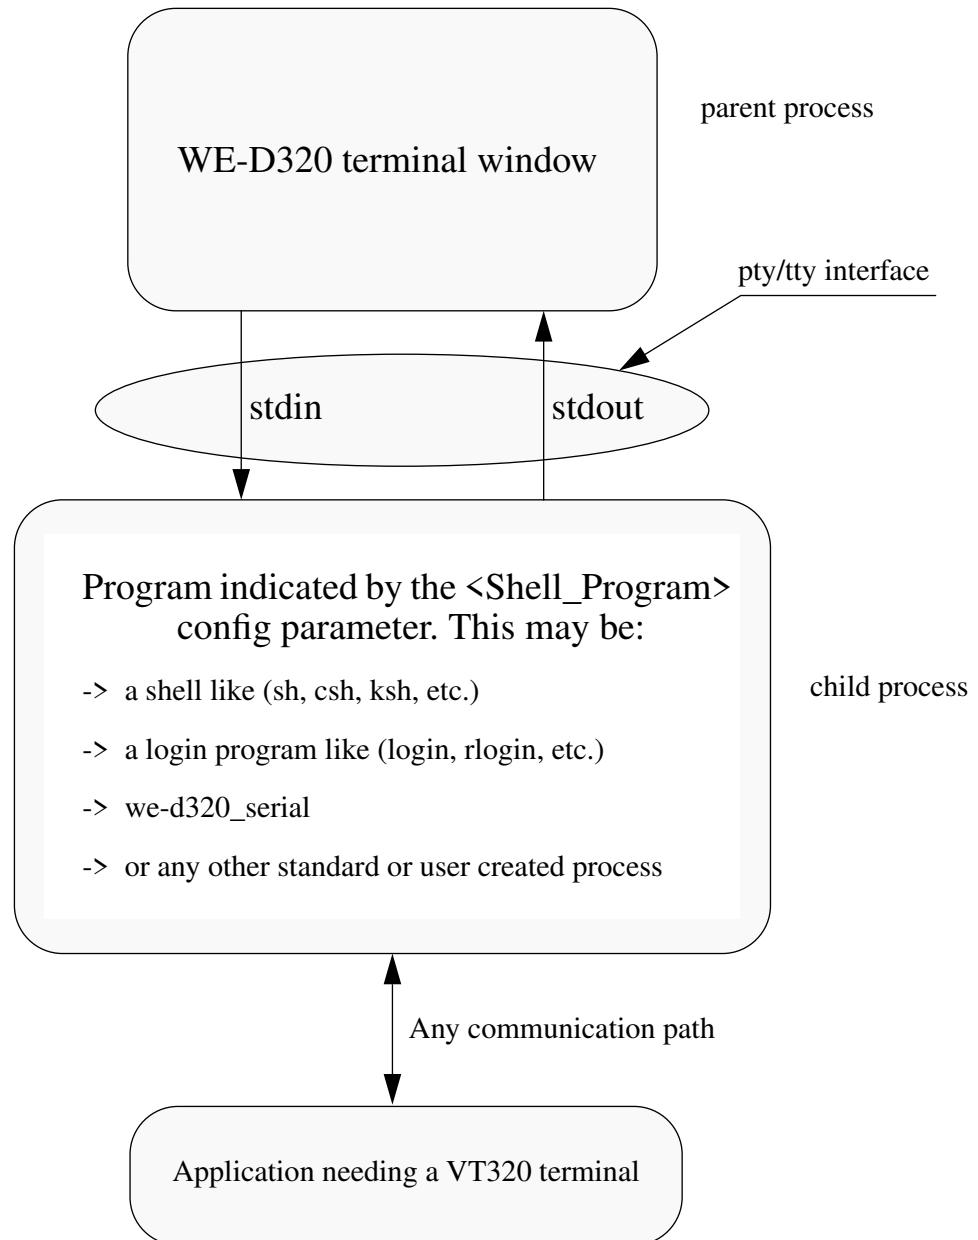 parent process
WE-D320 terminal window
pty/tty interface
stdin
stdout
Program indicated by the <Shell_Program>
config parameter. This may be:
-> a shell like (sh, csh, ksh, etc.)
child process
-> a login program like (login, rlogin, etc.)
-> we-d320_serial
-> or any other standard or user created process
Any communication path
Application needing a VT320 terminal